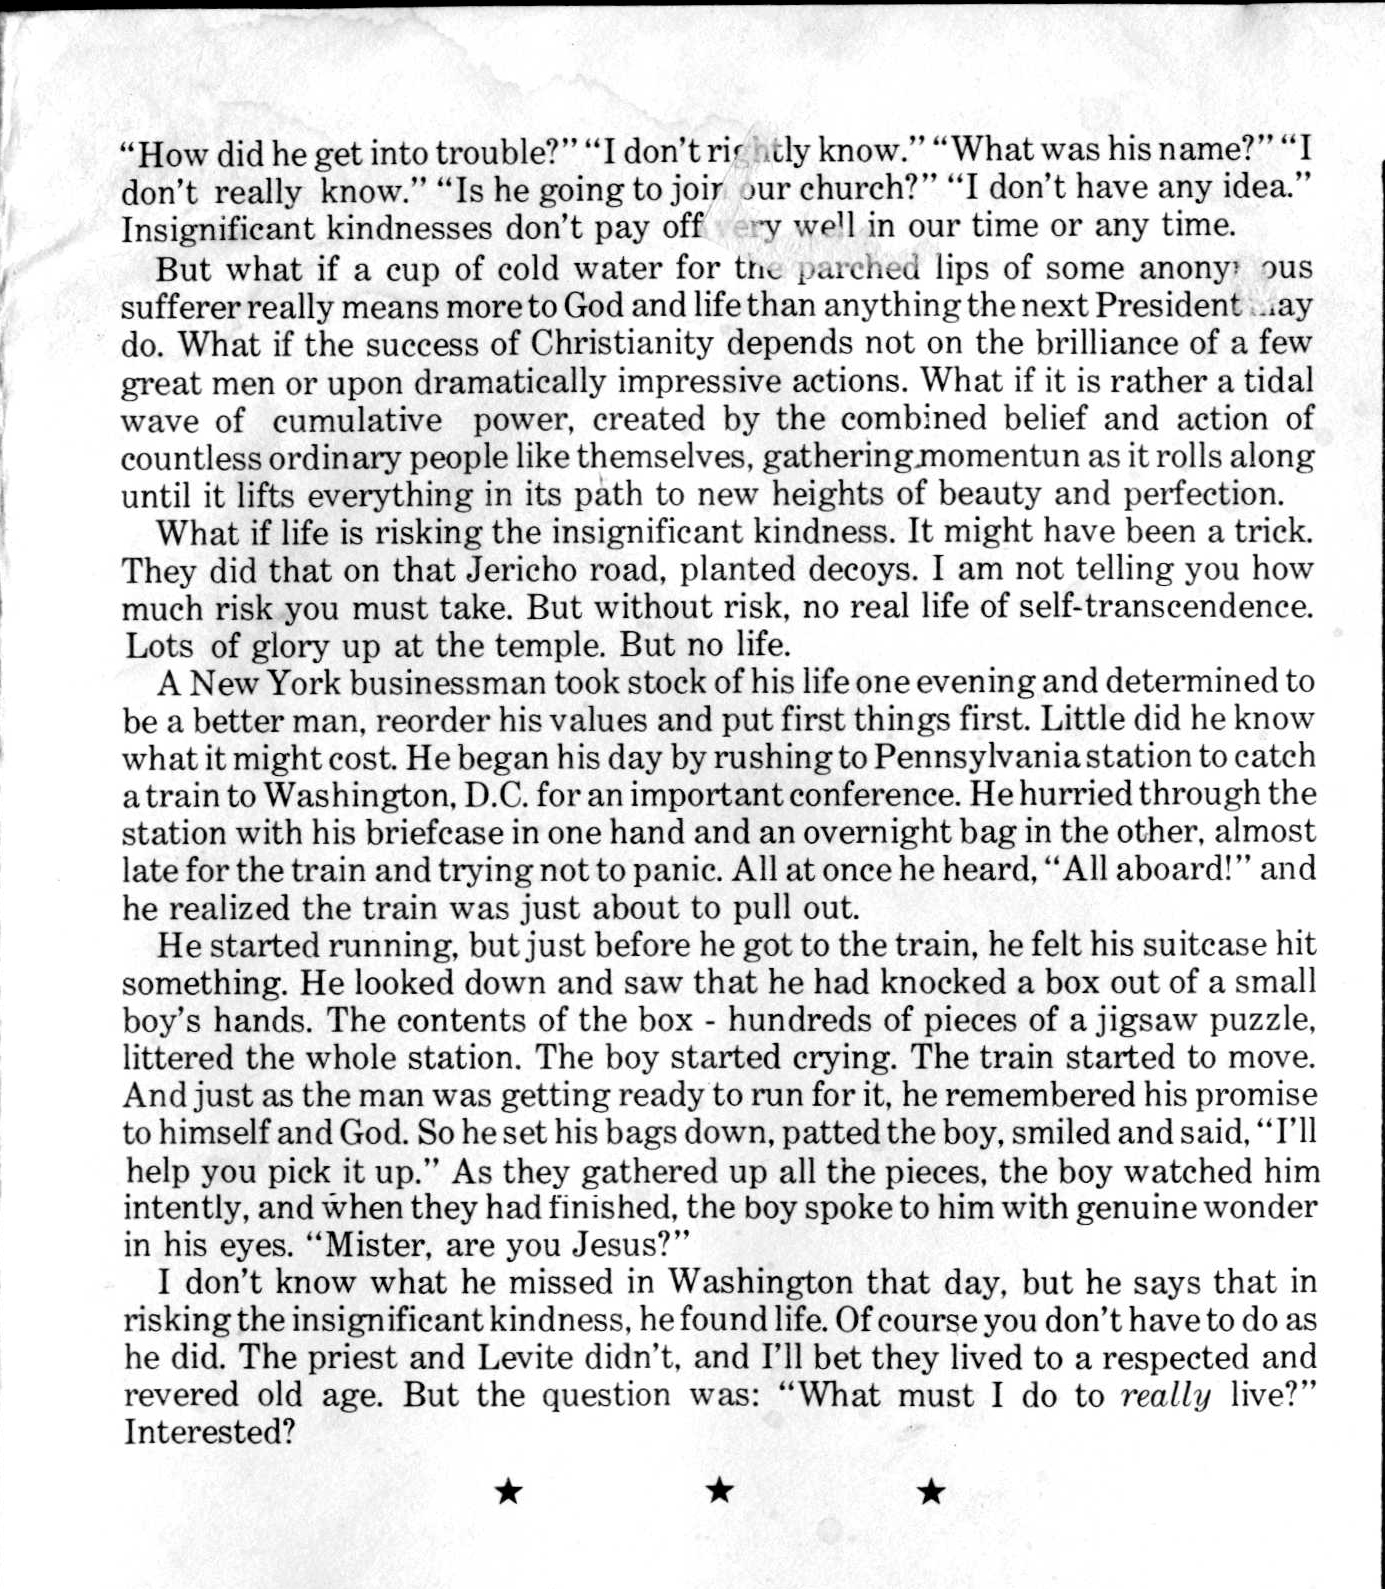 “How did he get into trouble?” “I don’t rightly know.” “What was his name?” “I
don’t really know.” “Is he going to join our church?” “I don’t have any idea.”
Insignificant kindnesses don’t pay off very well in our time or any time.
But what if a cup of cold water for the parched lips of some anonymous
sufferer really means more to God and life than anything the next President may
do. What if the success of Christianity depends not on the brilliance of a few
great men or upon dramatically impressive actions. What if it is rather a tidal
wave of cumulative power, created by the combined belief and action of
countless ordinary people like themselves, gathering momentun as it rolls along
until it lifts everything in its path to new heights of beauty and perfection.
What if life is risking the insignificant kindness. It might have been a trick.
They did that on that Jericho road, planted decoys. I am not telling you how
much risk you must take. But without risk, no real life of self-transcendence.
Lots of glory up at the temple. But no life.
A New York businessman took stock of his life one evening and determined to
be a better man, reorder his values and put first things first. Little did he know
what it might cost. He began his day by rushing to Pennsylvania station to catch
a train to Washington, D.C. for an important conference. He hurried through the
station with his briefcase in one hand and an overnight bag in the other, almost
late for the train and trying not to panic. All at once he heard, “All aboard!” and
he realized the train was just about to pull out.
He started running, but just before he got to the train, he felt his suitcase hit
something. He looked down and saw that he had knocked a box out of a small
boy’s hands. The contents of the box - hundreds of pieces of a jigsaw puzzle,
littered the whole station. The boy started crying. The train started to move.
And just as the man was getting ready to run for it, he remembered his promise
to himself and God. So he set his bags down, patted the boy, smiled and said, “I’ll
help you pick it up.” As they gathered up all the pieces, the boy watched him
intently, and when they had finished, the boy spoke to him with genuine wonder
in his eyes. “Mister, are you Jesus?”
I don’t know what he missed in Washington that day, but he says that in
risking the insignificant kindness, he found life. Of course you don’t have to do as
he did. The priest and Levite didn’t, and I’ll bet they lived to a respected and
revered old age. But the question was: “What must I do to really live?”
Interested?
★ ★ ★